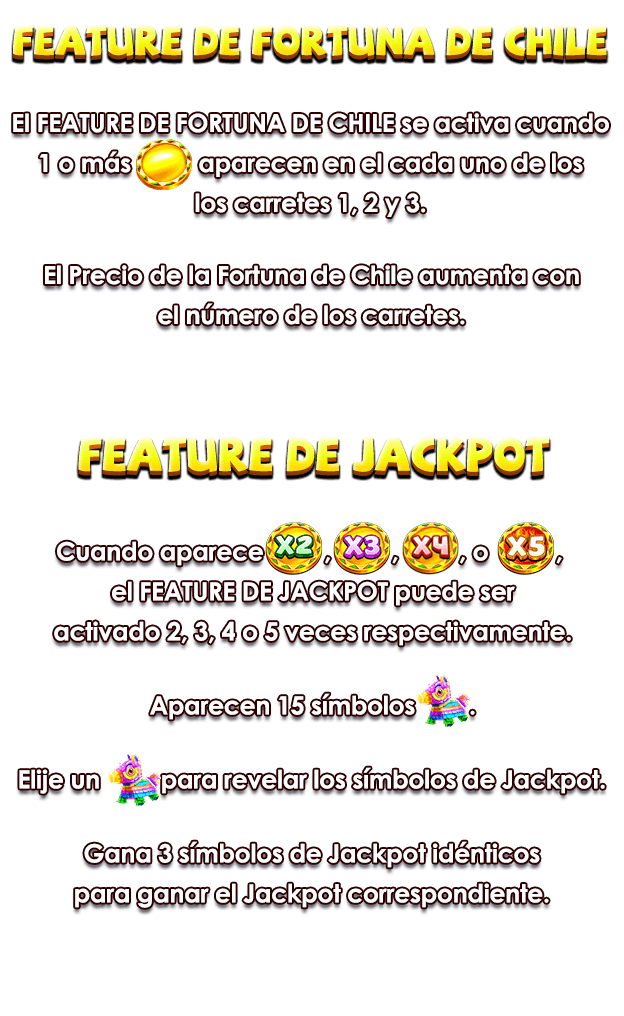 FEATURE DE FORTUNA DE CHILE
El FEATURE DE FORTUNA DE CHILE se activa cuando
1 o más aparecen en el cada uno de los
los carretes 1, 2 y 3.
El Precio de la Fortuna de Chile aumenta con
el número de los carretes.
FEATURE DE JACKPOT
Cuando aparece X2, X3, X4, o X5,
el FEATURE DE JACKPOT puede ser
activado 2, 3, 4 o 5 veces respectivamente.
Aparecen 15 símbolos .
Elije un para revelar los símbolos de Jackpot.
Gana 3 símbolos de Jackpot idénticos
para ganar el Jackpot correspondiente.